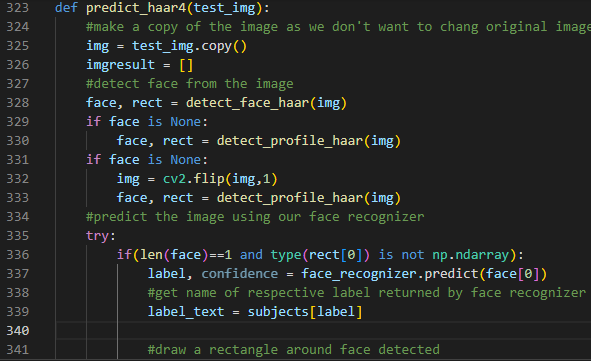 323 def predict_haar4(test_img):
324 #make a copy of the image as we don't want to chang original image
325 img = test_img.copy()
326 imgresult = []
327 #detect face from the image
328 face, rect = detect_face_haar(img)
329 if face is None:
330 face, rect = detect_profile_haar(img)
331 if face is None:
332 img = cv2.flip(img,1)
333 face, rect = detect_profile_haar(img)
334 #predict the image using our face recognizer
335 try:
336 if(len(face)==1 and type(rect[0]) is not np.ndarray):
337 label, confidence = face_recognizer.predict(face[0])
338 #get name of respective label returned by face recognizer
339 label_text = subjects[label]
340
341 #draw a rectangle around face detected